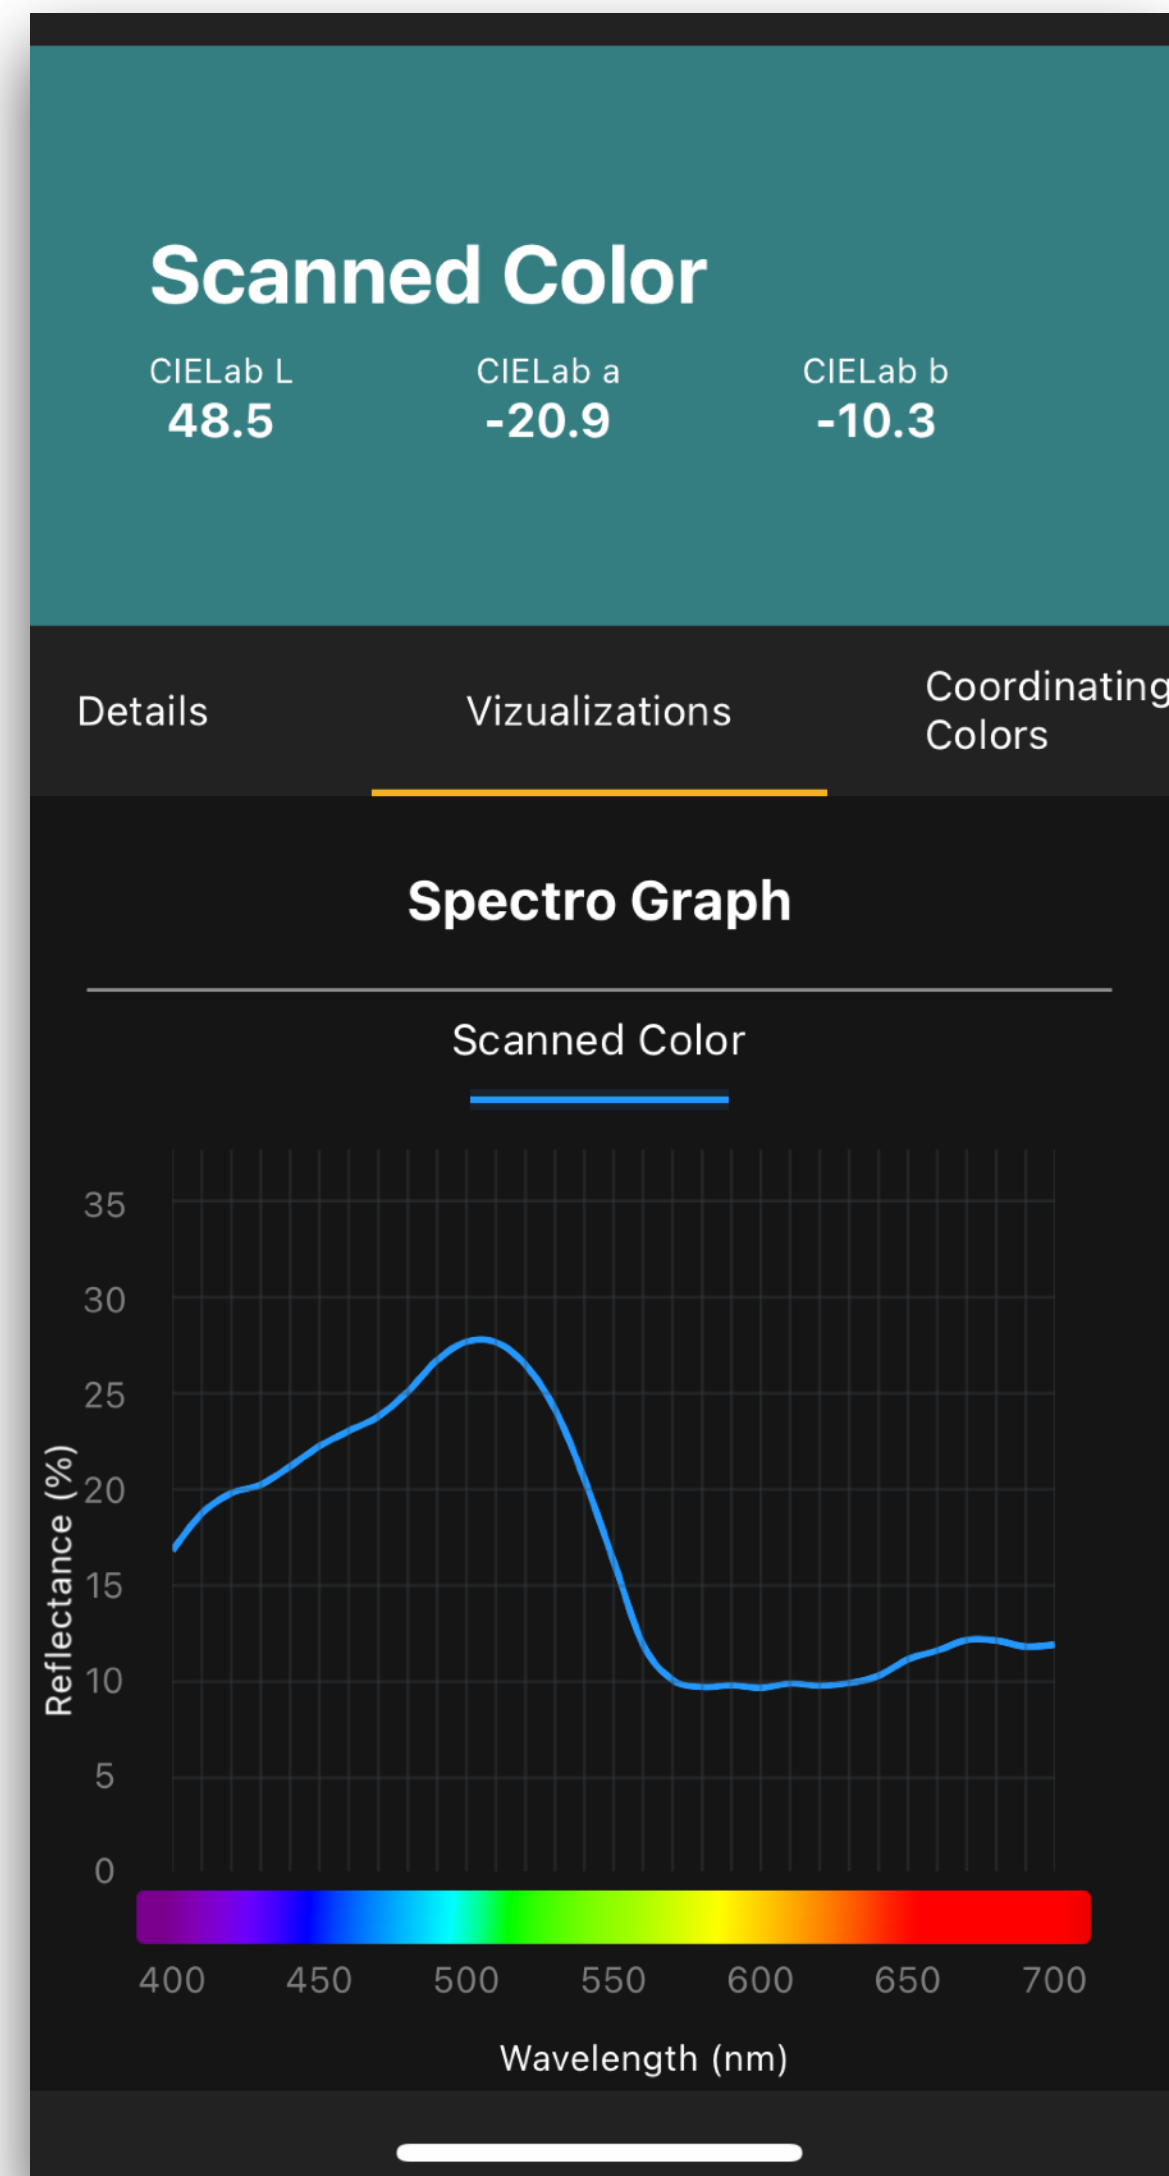 Scanned Color
CIELab L CIELab a CIELab b
48.5 -20.9 -10.3
Details Vizualizations Coordinating
Colors
Spectro Graph
Scanned Color
35
30
25
20
15
10
5
0
Reflectance (%)
400 450 500 550 600 650 700
Wavelength (nm)